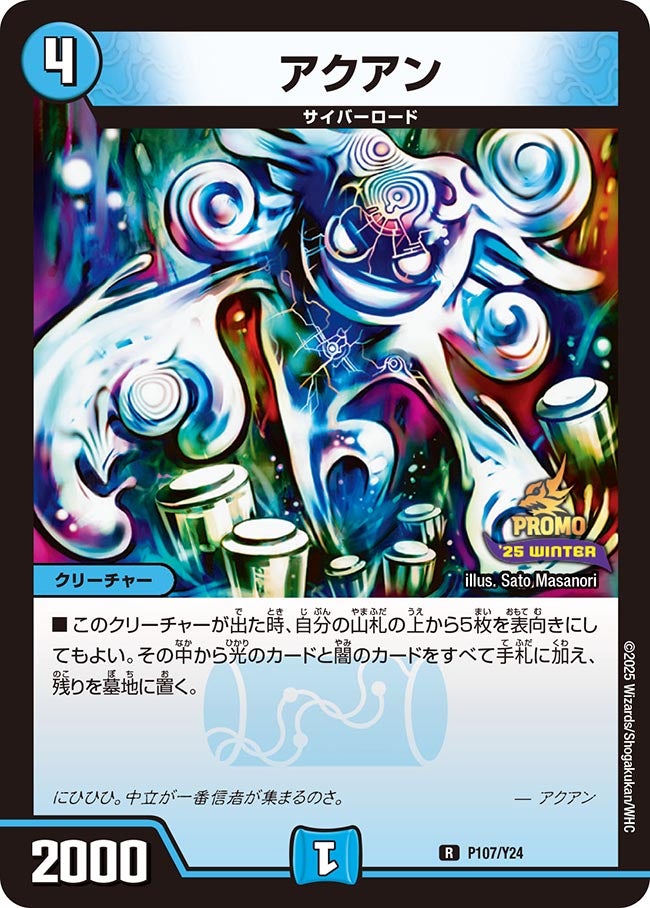 4
アクアン
サイバーロード
PROMO
'25 WINTER
クリーチャー
illus. Sato Masanori
■ このクリーチャーが出た時、自分の山札の上から5枚を表向きにし
てもよい。その中から光のカードと闇のカードをすべて手札に加え、
残りを墓地に置く。
にひひひ。中立が一番信者が集まるのさ。 — アクアン
©2025 Wizards/Shogakukan/WHC
2000
1
R P107/Y24